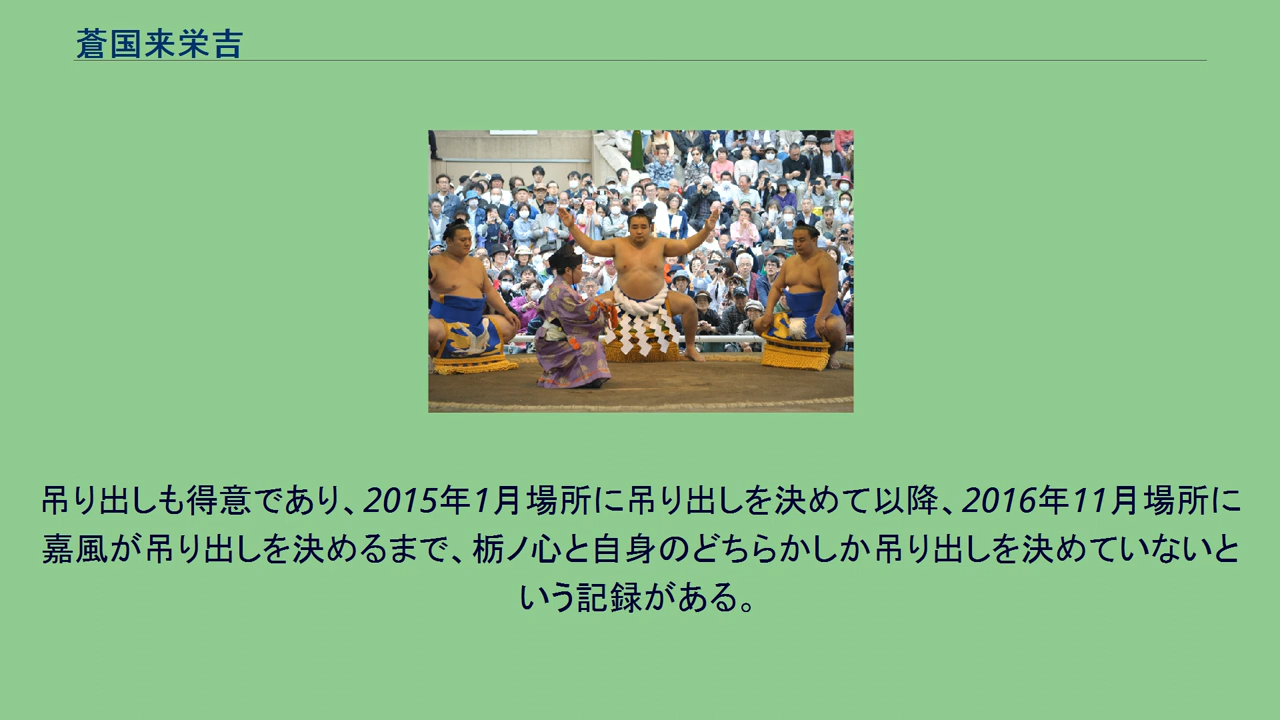 蒼国来栄吉
吊り出しも得意であり、2015年1月場所に吊り出しを決めて以降、2016年11月場所に
嘉風が吊り出しを決めるまで、栃ノ心と自身のどちらかしか吊り出しを決めていないと
いう記録がある。